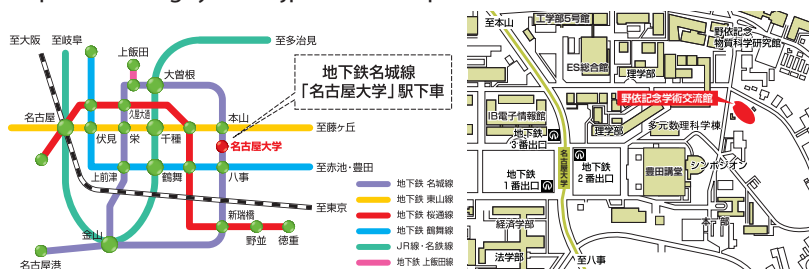 至大阪
至岐阜
上飯田
大曽根
至多治見
地下鉄名城線
「名古屋大学」駅下車
名古屋
久屋大通
伏見
栄
千種
本山
至藤ヶ丘
名古屋大学
上前津
鶴舞
八事
至赤池・豊田
至東京
金山
新瑞橋
野並
徳重
名古屋港
地下鉄 名城線
地下鉄 東山線
地下鉄 桜通線
地下鉄 鶴舞線
JR線・名鉄線
地下鉄 上飯田線
至本山
工学部5号館
野依記念
物質科学研究館
ES総合館
理学部
野依記念学術交流館
IB電子情報館
地下鉄
3番出口
理学部
多元数理科学棟
名古屋大学
地下鉄
2番出口
地下鉄
1番出口
豊田講堂
シンポジオン
経済学部
本部
法学部
至八事